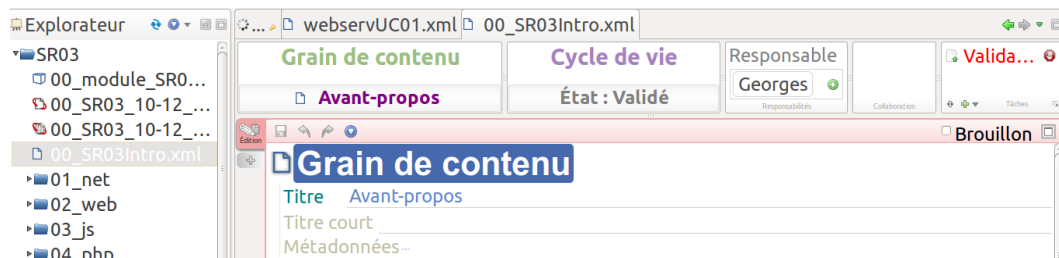 Explorateur
SR03
00_module_SR0...
00_SR03_10-12_...
00_SR03_10-12_...
00_SR03Intro.xml
01_net
02_web
03_js
04_php
... webservUC01.xml 00_SR03Intro.xml
Grain de contenu
Avant-propos
Cycle de vie
État : Validé
Responsable
Georges
Responsabilités
Collaboration
Valida...
Tâches
Édition
Brouillon
Grain de contenu
Titre Avant-propos
Titre court
Métadonnées